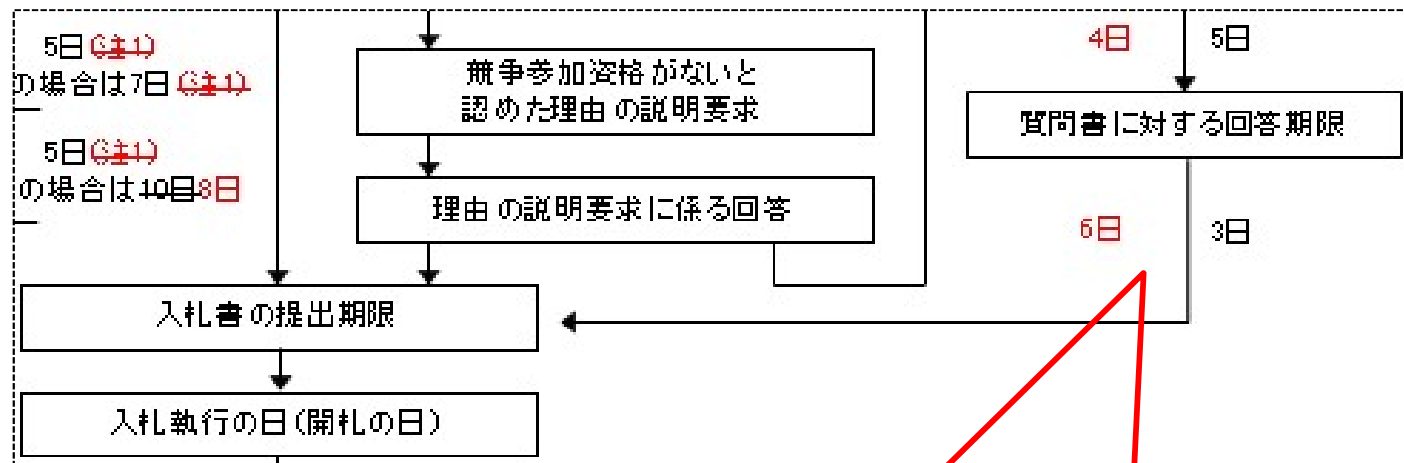 5日(注1)
の場合は7日(注1)
5日(注1)
の場合は10日8日
競争参加資格がないと
認めた理由の説明要求
理由の説明要求に係る回答
4日 5日
質問書に対する回答期限
6日 3日
入札書の提出期限
入札執行の日(開札の日)